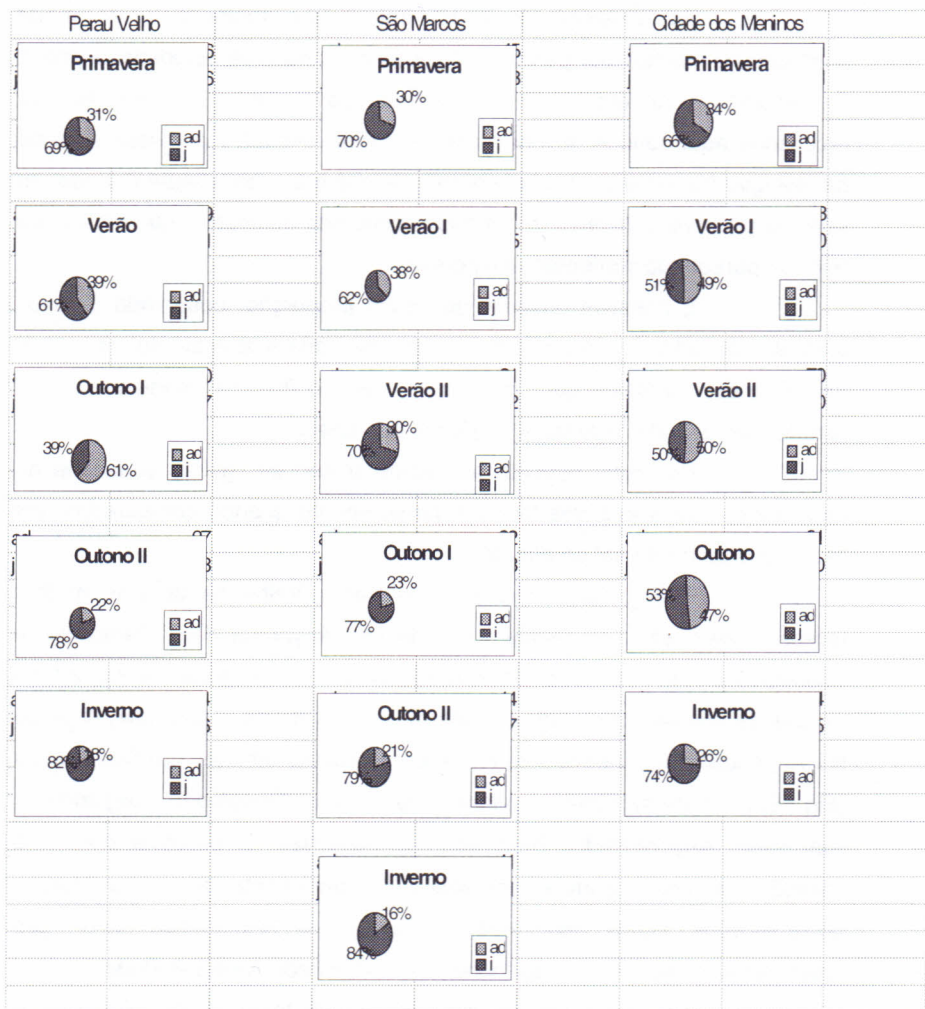 Perau Velho
São Marcos
Cidade dos Meninos
Primavera
31%
69%
ad
j
Primavera
30%
70%
ad
i
Primavera
34%
66%
ad
j
Verão
39%
61%
ad
i
Verão I
38%
62%
ad
j
Verão I
51%
49%
ad
j
Outono I
39%
61%
ad
i
Verão II
30%
70%
ad
i
Verão II
50%
50%
ad
j
Outono II
22%
78%
ad
j
Outono I
23%
77%
ad
i
Outono
53%
47%
ad
j
Inverno
82%
18%
ad
j
Outono II
21%
79%
ad
j
Inverno
26%
74%
ad
i
Inverno
16%
84%
ad
i